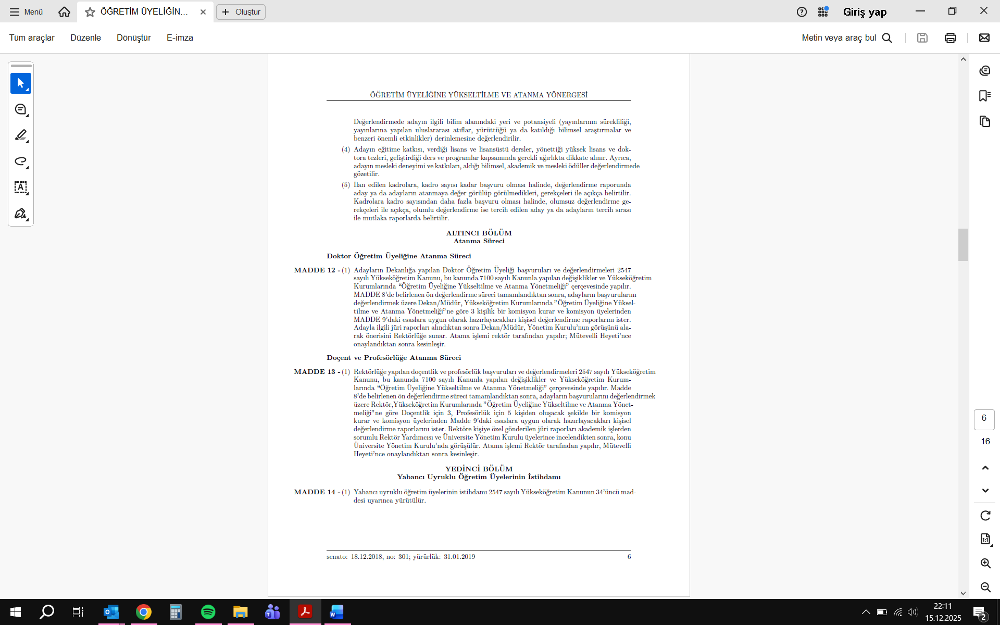 Menü
ÖĞRETİM ÜYELİĞİN...
Oluştur
Giriş yap
Tüm araçlar
Düzenle
Dönüştür
E-imza
Metin veya araç bul
ÖĞRETİM ÜYELİĞİNE YÜKSELTİLME VE ATANMA YÖNERGESİ
Değerlendirmede adayın ilgili bilim alanındaki yeri ve potansiyeli (yayınlarının sürekliliği,
yayınlarına yapılan uluslararası atıflar, yürüttüğü ya da katıldığı bilimsel araştırmalar ve
benzeri önemli etkinlikler) derinlemesine değerlendirilir.
(4) Adayın eğitime katkısı, verdiği lisans ve lisansüstü dersler, yönettiği yüksek lisans ve dok-
tora tezleri, geliştirdiği ders ve programlar kapsamında gerekli ağırlıkta dikkate alınır. Ayrıca,
adayın mesleki deneyimi ve katkıları, aldığı bilimsel, akademik ve mesleki ödüller değerlendirmede
gözetilir.
(5) İlan edilen kadrolara, kadro sayısı kadar başvuru olması halinde, değerlendirme raporunda
aday ya da adayların atanmaya değer görülüp görülmedikleri, gerekçeleri ile açıkça belirtilir.
Kadrolara kadro sayısından daha fazla başvuru olması halinde, olumsuz değerlendirme ge-
rekçeleri ile açıkça, olumlu değerlendirme ise tercih edilen aday ya da adayların tercih sırası
ile mutlaka raporlarda belirtilir.
ALTINCI BÖLÜM
Atanma Süreci
Doktor Öğretim Üyeliğine Atanma Süreci
MADDE 12 - (1) Adayların Dekanlığa yapılan Doktor Öğretim Üyeliği başvuruları ve değerlendirmeleri 2547
sayılı Yükseköğretim Kanunu, bu kanunda 7100 sayılı Kanunla yapılan değişiklikler ve Yükseköğretim
Kurumlarında “Öğretim Üyeliğine Yükseltilme ve Atanma Yönetmeliği” çerçevesinde yapılır.
MADDE 8’de belirlenen ön değerlendirme süreci tamamlandıktan sonra, adayların başvurularını
değerlendirmek üzere Dekan/Müdür, Yükseköğretim Kurumlarında ”Öğretim Üyeliğine Yüksel-
tilme ve Atanma Yönetmeliği”ne göre 3 kişilik bir komisyon kurar ve komisyon üyelerinden
MADDE 9’daki esaslara uygun olarak hazırlayacakları kişisel değerlendirme raporlarını ister.
Adayla ilgili jüri raporları alındıktan sonra Dekan/Müdür, Yönetim Kurulu’nun görüşünü ala-
rak önerisini Rektörlüğe sunar. Atama işlemi rektör tarafından yapılır; Mütevelli Heyeti’nce
onaylandıktan sonra kesinleşir.
Doçent ve Profesörlüğe Atanma Süreci
MADDE 13 - (1) Rektörlüğe yapılan doçentlik ve profesörlük başvuruları ve değerlendirmeleri 2547 sayılı Yükseköğretim
Kanunu, bu kanunda 7100 sayılı Kanunla yapılan değişiklikler ve Yükseköğretim Kurum-
larında “Öğretim Üyeliğine Yükseltilme ve Atanma Yönetmeliği” çerçevesinde yapılır. Madde
8’de belirlenen ön değerlendirme süreci tamamlandıktan sonra, adayların başvurularını değerlendirmek
üzere Rektör,Yükseköğretim Kurumlarında ”Öğretim Üyeliğine Yükseltilme ve Atanma Yönet-
meliği”ne göre Doçentlik için 3, Profesörlük için 5 kişiden oluşacak şekilde bir komisyon
kurar ve komisyon üyelerinden Madde 9’daki esaslara uygun olarak hazırlayacakları kişisel
değerlendirme raporlarını ister. Rektöre kişiye özel gönderilen jüri raporları akademik işlerden
sorumlu Rektör Yardımcısı ve Üniversite Yönetim Kurulu üyelerince incelendikten sonra, konu
Üniversite Yönetim Kurulu’nda görüşülür. Atama işlemi Rektör tarafından yapılır, Mütevelli
Heyeti’nce onaylandıktan sonra kesinleşir.
YEDİNCİ BÖLÜM
Yabancı Uyruklu Öğretim Üyelerinin İstihdamı
MADDE 14 - (1) Yabancı uyruklu öğretim üyelerinin istihdamı 2547 sayılı Yükseköğretim Kanunun 34’üncü mad-
desi uyarınca yürütülür.
senato: 18.12.2018, no: 301; yürürlük: 31.01.2019 6
6
16
22:11
15.12.2025
2